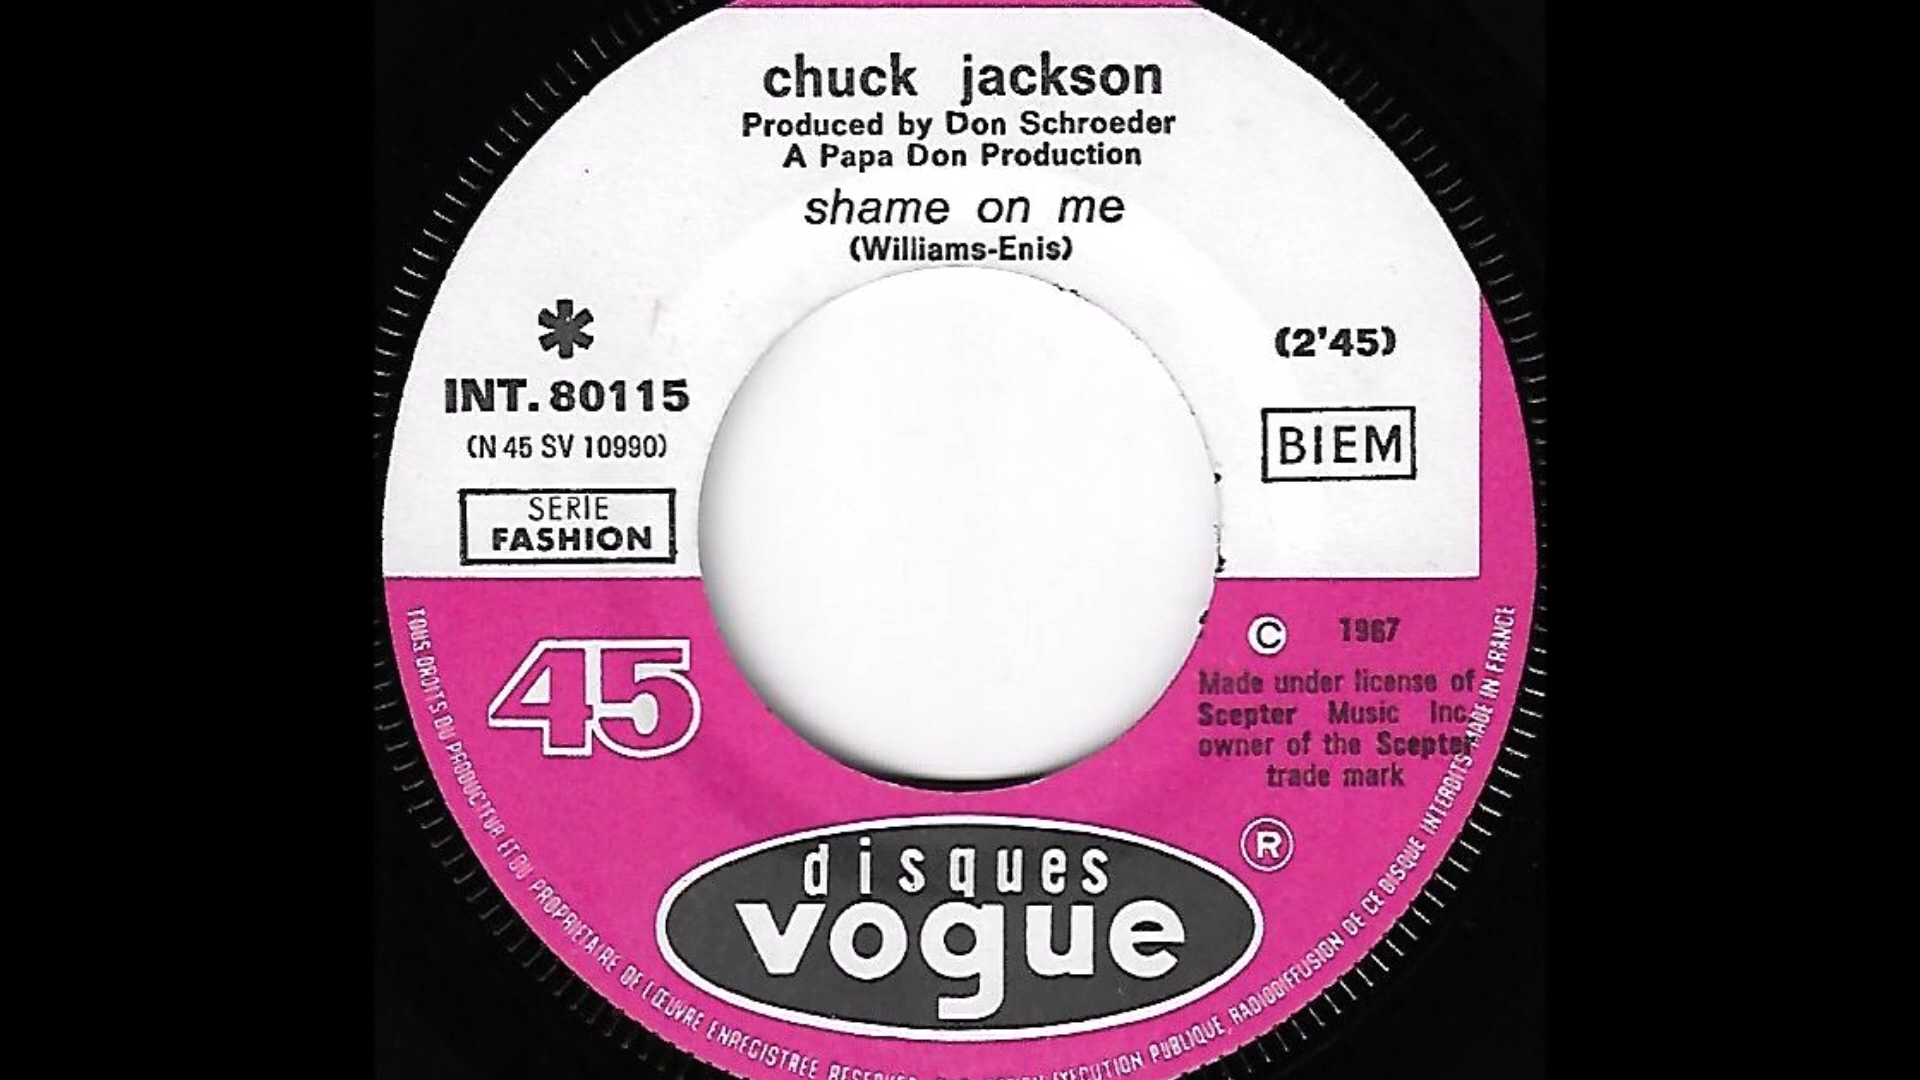 chuck jackson
Produced by Don Schroeder
A Papa Don Production
shame on me
(Williams-Enis)
INT. 80115
(N 45 SV 10990)
SERIE
FASHION
(2'45)
BIEM
45
© 1967
Made under license of
Scepter Music Inc.
owner of the Scepter
trade mark
disques
vogue
®
TOUS DROITS DU PRODUCTEUR ET DU PROPRIETAIRE DE L'ŒUVRE ENREGISTREE RESERVES EXECUTION PUBLIQUE RADIODIFFUSION DE CE DISQUE INTERDITS MADE IN FRANCE